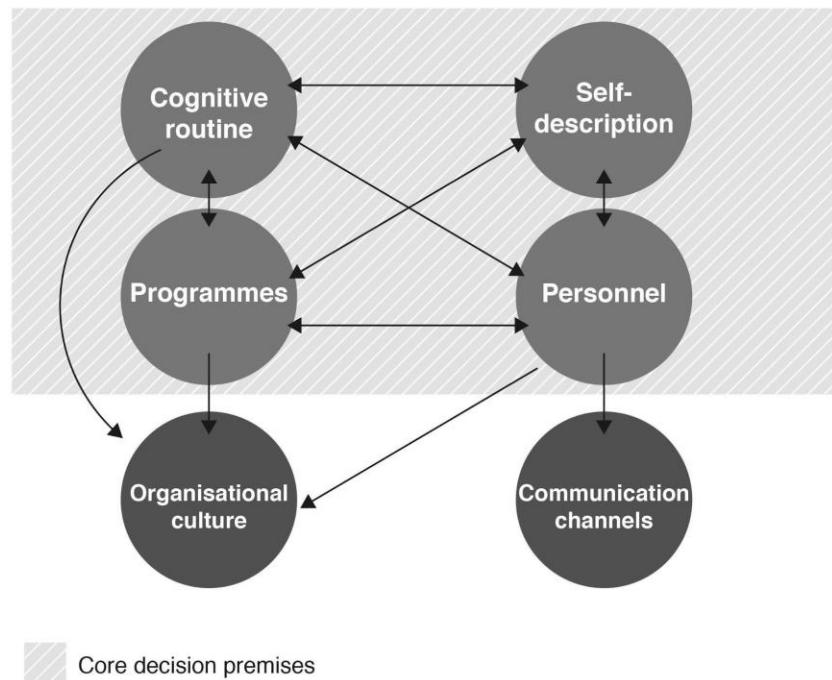 Cognitive
routine
Self-
description
Programmes
Personnel
Organisational
culture
Communication
channels
Core decision premises